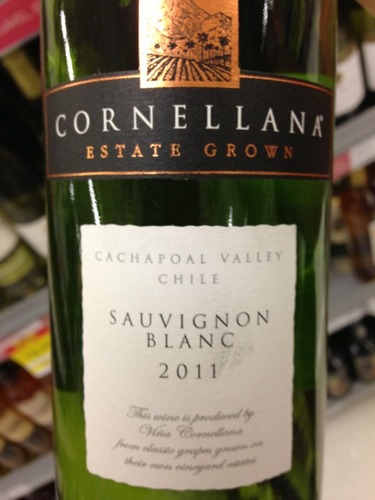 CORNELLANA
ESTATE GROWN
CACHAPOAL VALLEY
CHILE
SAUVIGNON
BLANC
2011
This wine is produced by
Viña Cornellana
from classic grapes grown on
their own vineyard estates.